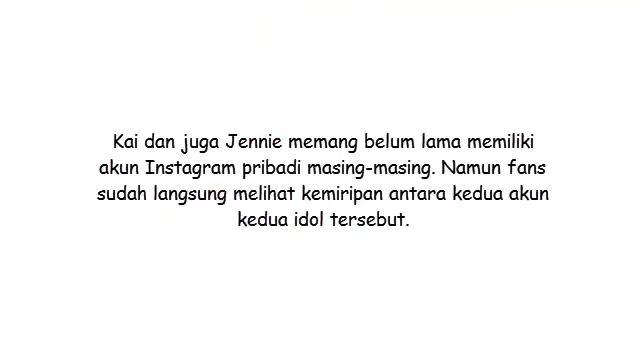 Kai dan juga Jennie memang belum lama memiliki
akun Instagram pribadi masing-masing. Namun fans
sudah langsung melihat kemiripan antara kedua akun
kedua idol tersebut.